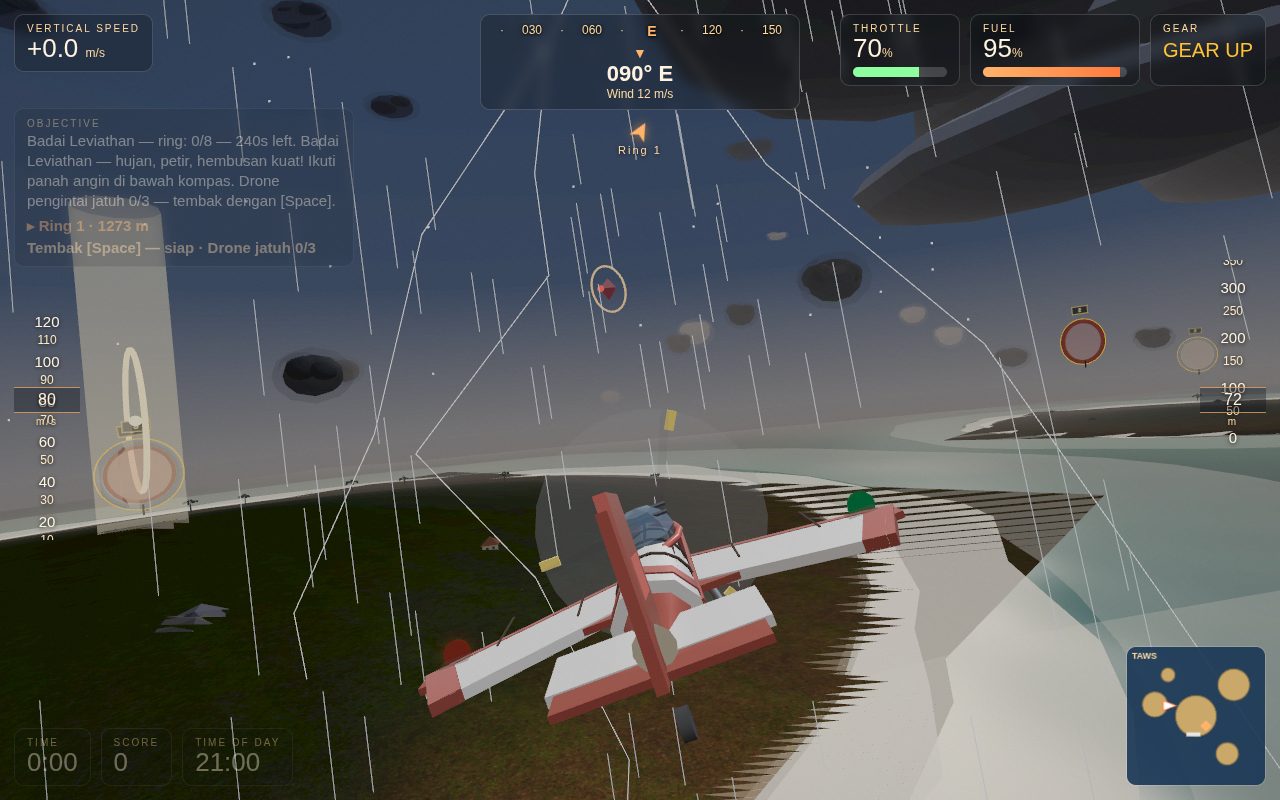 VERTICAL SPEED
+0.0 m/s
· 030 · 060 · E · 120 · 150
090° E
Wind 12 m/s
THROTTLE
70%
FUEL
95%
GEAR
GEAR UP
Ring 1
OBJECTIVE
Badai Leviathan — ring: 0/8 — 240s left. Badai
Leviathan — hujan, petir, hembusan kuat! Ikuti
panah angin di bawah kompas. Drone
pengintai jatuh 0/3 — tembak dengan [Space].
▸ Ring 1 · 1273 m
Tembak [Space] — siap · Drone jatuh 0/3
120
110
100
90
80
70
m/s
60
50
40
30
20
10
350
300
250
200
150
100
72
50
m
0
TAWS
TIME
0:00
SCORE
0
TIME OF DAY
21:00